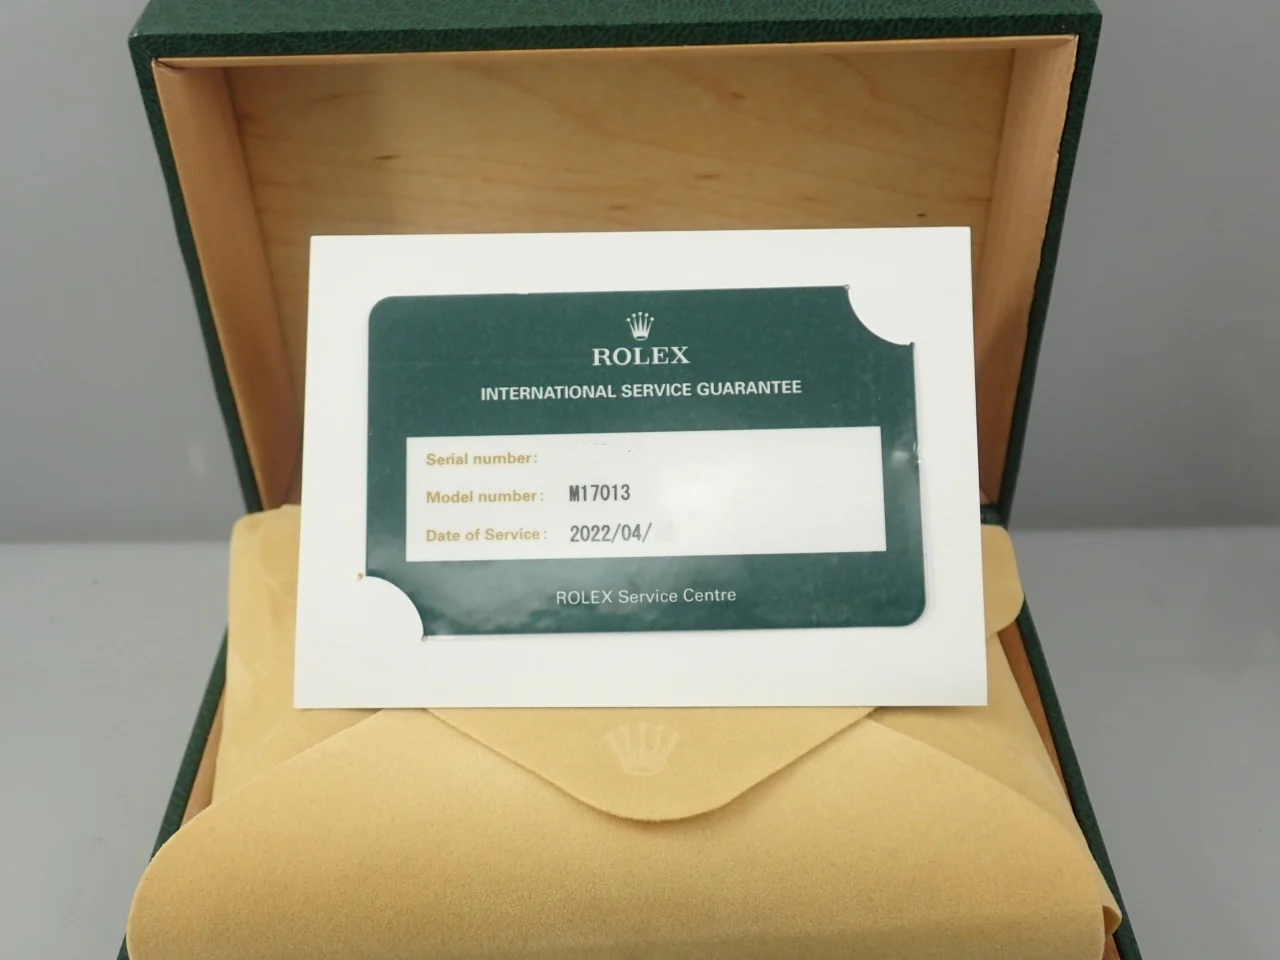 ROLEX
INTERNATIONAL SERVICE GUARANTEE
Serial number:
Model number: M17013
Date of Service: 2022/04/
ROLEX Service Centre